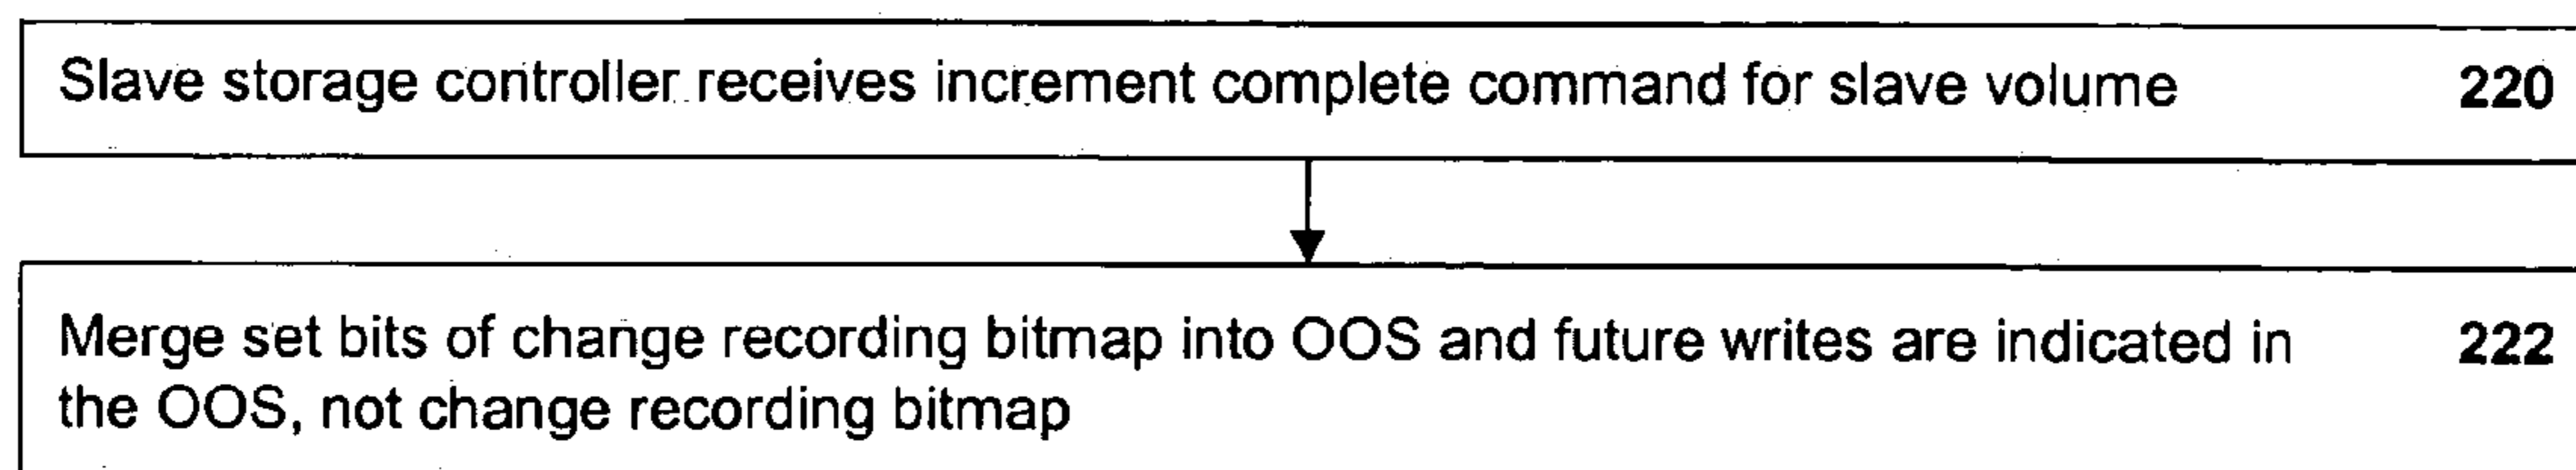 Slave storage controller receives increment complete command for slave volume 220
Merge set bits of change recording bitmap into OOS and future writes are indicated in 222
the OOS, not change recording bitmap